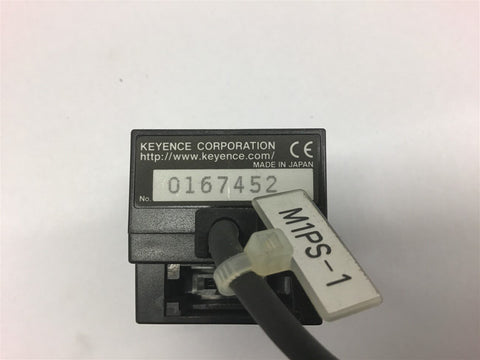 KEYENCE CORPORATION CE
http://www.keyence.com/
MADE IN JAPAN
No. 0167452
M1PS-1